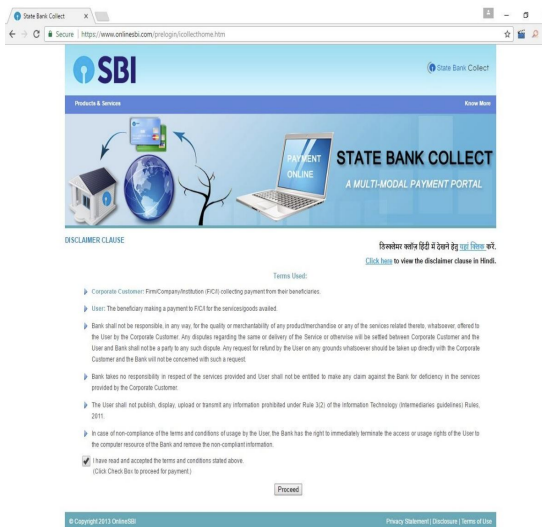 State Bank Collect
Secure | https://www.onlinesbi.com/prelogin/icollecthome.htm
SBI
State Bank Collect
Products & Services
Know More
PAYMENT
ONLINE
STATE BANK COLLECT
A MULTI-MODAL PAYMENT PORTAL
DISCLAIMER CLAUSE
डिस्क्लेमर क्लॉज़ हिंदी में देखने हेतु यहां क्लिक करें.
Click here to view the disclaimer clause in Hindi.
Terms Used:
Corporate Customer: Firm/Company/Institution (F/C/I) collecting payment from their beneficiaries.
User: The beneficiary making a payment to F/C/I for the services/goods availed.
Bank shall not be responsible, in any way, for the quality or merchantability of any product/merchandise or any of the services related thereto, whatsoever, offered to
the User by the Corporate Customer. Any disputes regarding the same or delivery of the Service or otherwise will be settled between Corporate Customer and the
User and Bank shall not be a party to any such dispute. Any request for refund by the User on any grounds whatsoever should be taken up directly with the Corporate
Customer and the Bank will not be concerned with such a request.
Bank takes no responsibility in respect of the services provided and User shall not be entitled to make any claim against the Bank for deficiency in the services
provided by the Corporate Customer.
The User shall not publish, display, upload or transmit any information prohibited under Rule 3(2) of the Information Technology (Intermediaries guidelines) Rules,
2011.
In case of non-compliance of the terms and conditions of usage by the User, the Bank has the right to immediately terminate the access or usage rights of the User to
the computer resource of the Bank and remove the non-compliant information.
I have read and accepted the terms and conditions stated above.
(Click Check Box to proceed for payment.)
Proceed
© Copyright 2013 OnlineSBI
Privacy Statement | Disclosure | Terms of Use